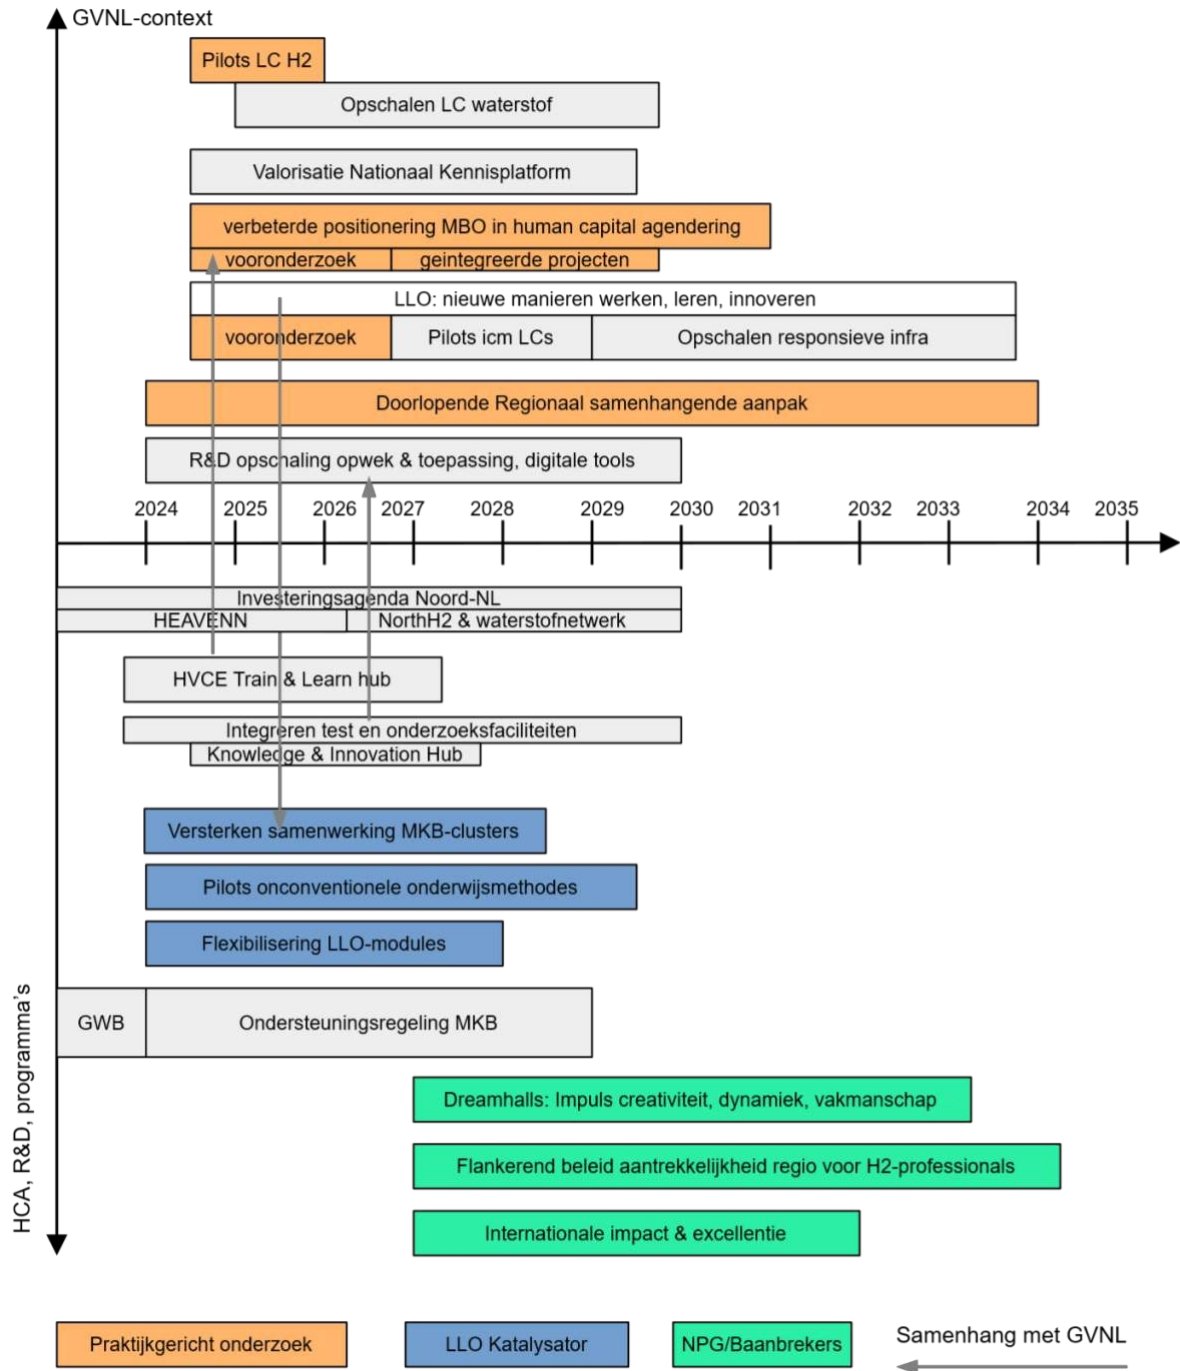 GVNL-context
Pilots LC H2
Opschalen LC waterstof
Valorisatie Nationaal Kennisplatform
verbeterde positionering MBO in human capital agendering
vooronderzoek geintegreerde projecten
LLO: nieuwe manieren werken, leren, innoveren
vooronderzoek Pilots icm LCs Opschalen responsieve infra
Doorlopende Regionaal samenhangende aanpak
R&D opschaling opwek & toepassing, digitale tools
2024 2025 2026 2027 2028 2029 2030 2031 2032 2033 2034 2035
Investeringsagenda Noord-NL
HEAVENN NorthH2 & waterstofnetwerk
HVCE Train & Learn hub
Integreren test en onderzoeksfaciliteiten
Knowledge & Innovation Hub
Versterken samenwerking MKB-clusters
Pilots onconventionele onderwijsmethodes
Flexibilisering LLO-modules
GWB Ondersteuningsregeling MKB
Dreamhalls: Impuls creativiteit, dynamiek, vakmanschap
Flankerend beleid aantrekkelijkheid regio voor H2-professionals
Internationale impact & excellentie
HCA, R&D, programma's
Praktijkgericht onderzoek LLO Katalysator NPG/Baanbrekers Samenhang met GVNL